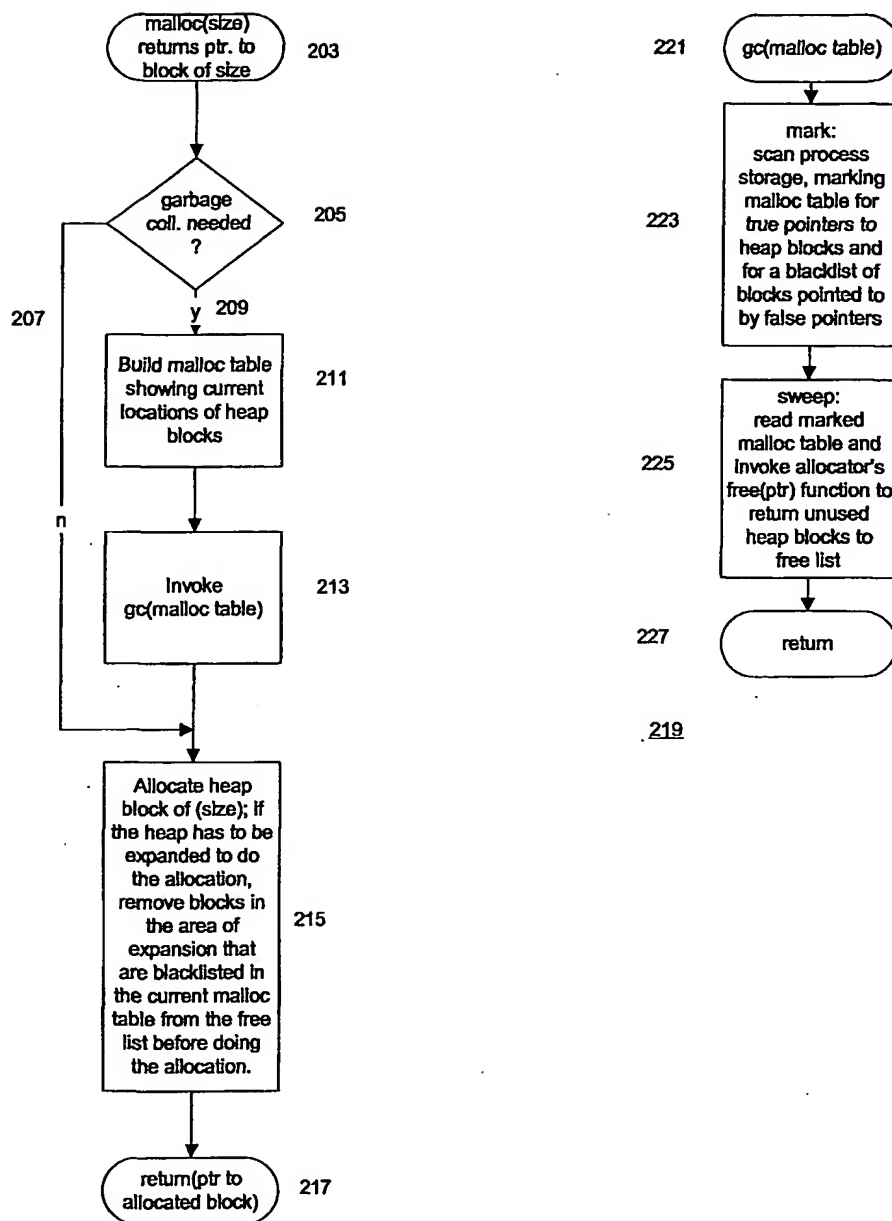 malloc(size)
returns ptr. to
block of size
203
garbage
coll. needed
?
205
207
y
209
Build malloc table
showing current
locations of heap
blocks
211
n
Invoke
gc(malloc table)
213
Allocate heap
block of (size); if
the heap has to be
expanded to do
the allocation,
remove blocks in
the area of
expansion that
are blacklisted in
the current malloc
table from the free
list before doing
the allocation.
215
return(ptr to
allocated block)
217
221
gc(malloc table)
mark:
scan process
storage, marking
malloc table for
true pointers to
heap blocks and
for a blacklist of
blocks pointed to
by false pointers
223
sweep:
read marked
malloc table and
invoke allocator's
free(ptr) function to
return unused
heap blocks to
free list
225
227
return
219